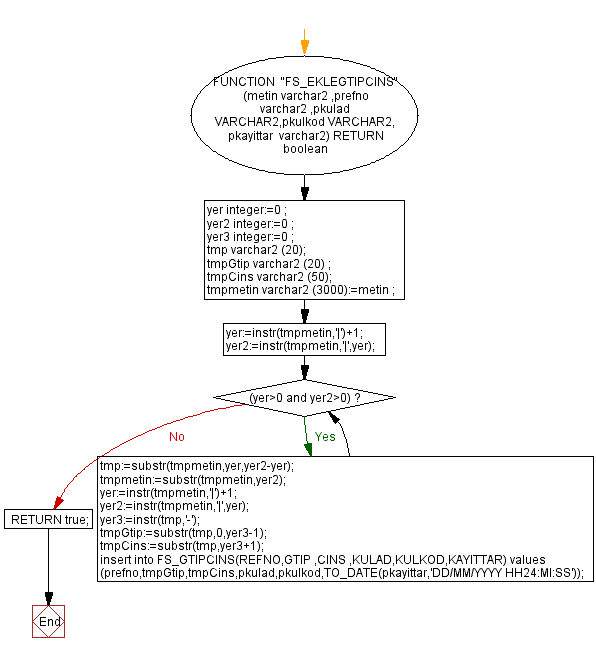 FUNCTION "FS_EKLEGTIPCINS"
(metin varchar2 ,prefno
varchar2 ,pkulad
VARCHAR2,pkulkod VARCHAR2,
pkayittar varchar2) RETURN
boolean
yer integer:=0 ;
yer2 integer:=0 ;
yer3 integer:=0 ;
tmp varchar2 (20);
tmpGtip varchar2 (20) ;
tmpCins varchar2 (50);
tmpmetin varchar2 (3000):=metin ;
yer:=instr(tmpmetin,'|')+1;
yer2:=instr(tmpmetin,'|',yer);
(yer>0 and yer2>0) ?
No
Yes
tmp:=substr(tmpmetin,yer,yer2-yer);
tmpmetin:=substr(tmpmetin,yer2);
yer:=instr(tmpmetin,'|')+1;
yer2:=instr(tmpmetin,'|',yer);
yer3:=instr(tmp,'-');
tmpGtip:=substr(tmp,0,yer3-1);
tmpCins:=substr(tmp,yer3+1);
insert into FS_GTIPCINS(REFNO,GTIP ,CINS ,KULAD,KULKOD,KAYITTAR) values
(prefno,tmpGtip,tmpCins,pkulad,pkulkod,TO_DATE(pkayittar,'DD/MM/YYYY HH24:MI:SS'));
RETURN true;
End